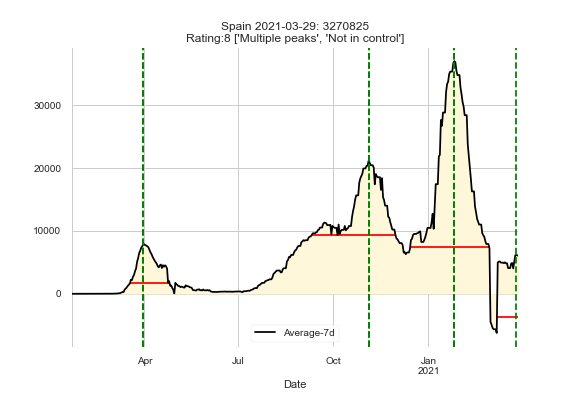 Spain 2021-03-29: 3270825
Rating:8 ['Multiple peaks', 'Not in control']
30000
20000
10000
0
Average-7d
Apr
Jul
Oct
Jan
2021
Date